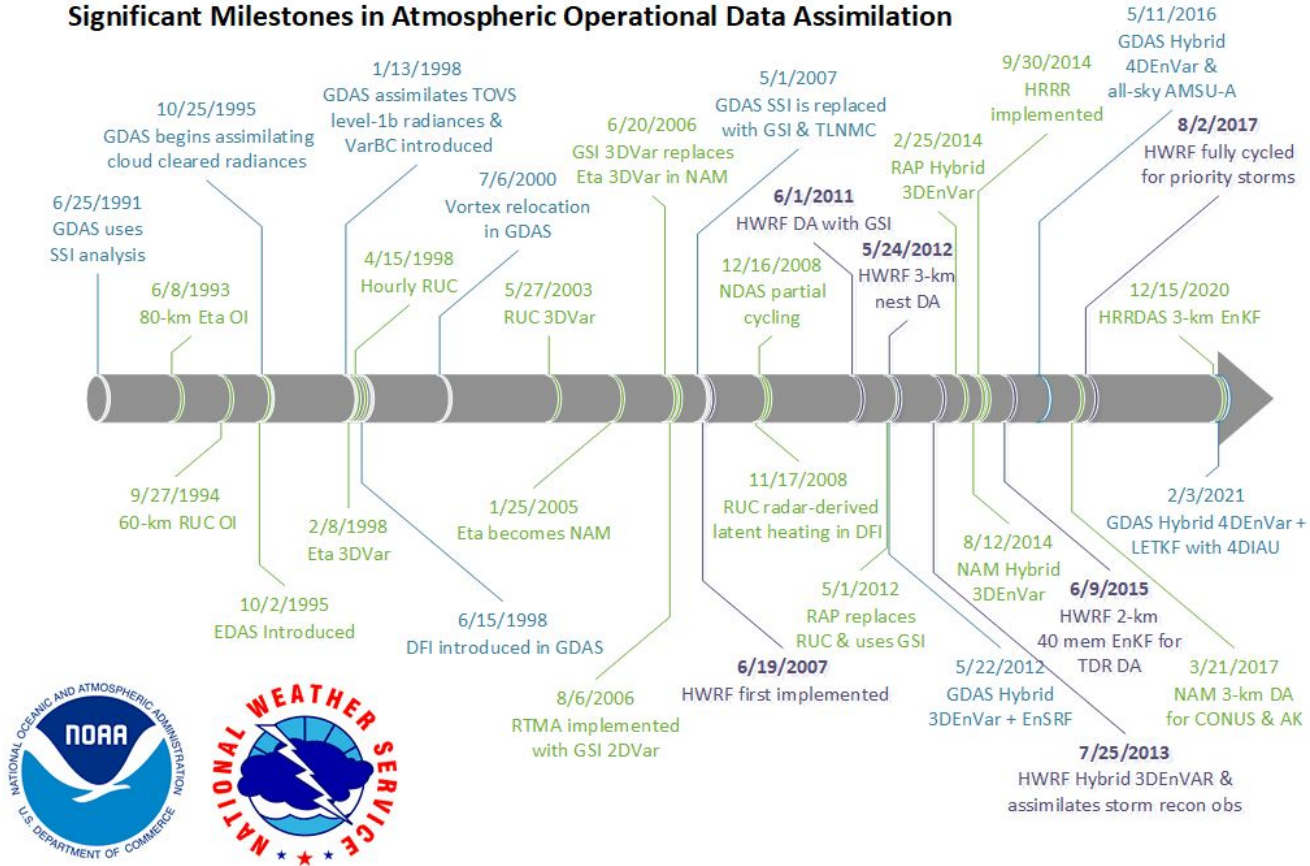 Significant Milestones in Atmospheric Operational Data Assimilation
6/25/1991
GDAS uses
SSI analysis
6/8/1993
80-km Eta OI
10/25/1995
GDAS begins assimilating
cloud cleared radiances
1/13/1998
GDAS assimilates TOVS
level-1b radiances &
VarBC introduced
4/15/1998
Hourly RUC
7/6/2000
Vortex relocation
in GDAS
5/27/2003
RUC 3DVar
6/20/2006
GSI 3DVar replaces
Eta 3DVar in NAM
5/1/2007
GDAS SSI is replaced
with GSI & TLNMC
12/16/2008
NDAS partial
cycling
6/1/2011
HWRF DA with GSI
5/24/2012
HWRF 3-km
nest DA
2/25/2014
RAP Hybrid
3DEnVar
9/30/2014
HRRR
implemented
5/11/2016
GDAS Hybrid
4DEnVar &
all-sky AMSU-A
8/2/2017
HWRF fully cycled
for priority storms
12/15/2020
HRRDAS 3-km EnKF
9/27/1994
60-km RUC OI
10/2/1995
EDAS Introduced
2/8/1998
Eta 3DVar
6/15/1998
DFI introduced in GDAS
1/25/2005
Eta becomes NAM
8/6/2006
RTMA implemented
with GSI 2DVar
6/19/2007
HWRF first implemented
11/17/2008
RUC radar-derived
latent heating in DFI
5/1/2012
RAP replaces
RUC & uses GSI
5/22/2012
GDAS Hybrid
3DEnVar + EnSRF
7/25/2013
HWRF Hybrid 3DEnVAR &
assimilates storm recon obs
8/12/2014
NAM Hybrid
3DEnVar
6/9/2015
HWRF 2-km
40 mem EnKF for
TDR DA
3/21/2017
NAM 3-km DA
for CONUS & AK
2/3/2021
GDAS Hybrid 4DEnVar +
LETKF with 4DIAU
NATIONAL OCEANIC AND ATMOSPHERIC ADMINISTRATION
NOAA
U.S. DEPARTMENT OF COMMERCE
NATIONAL WEATHER SERVICE